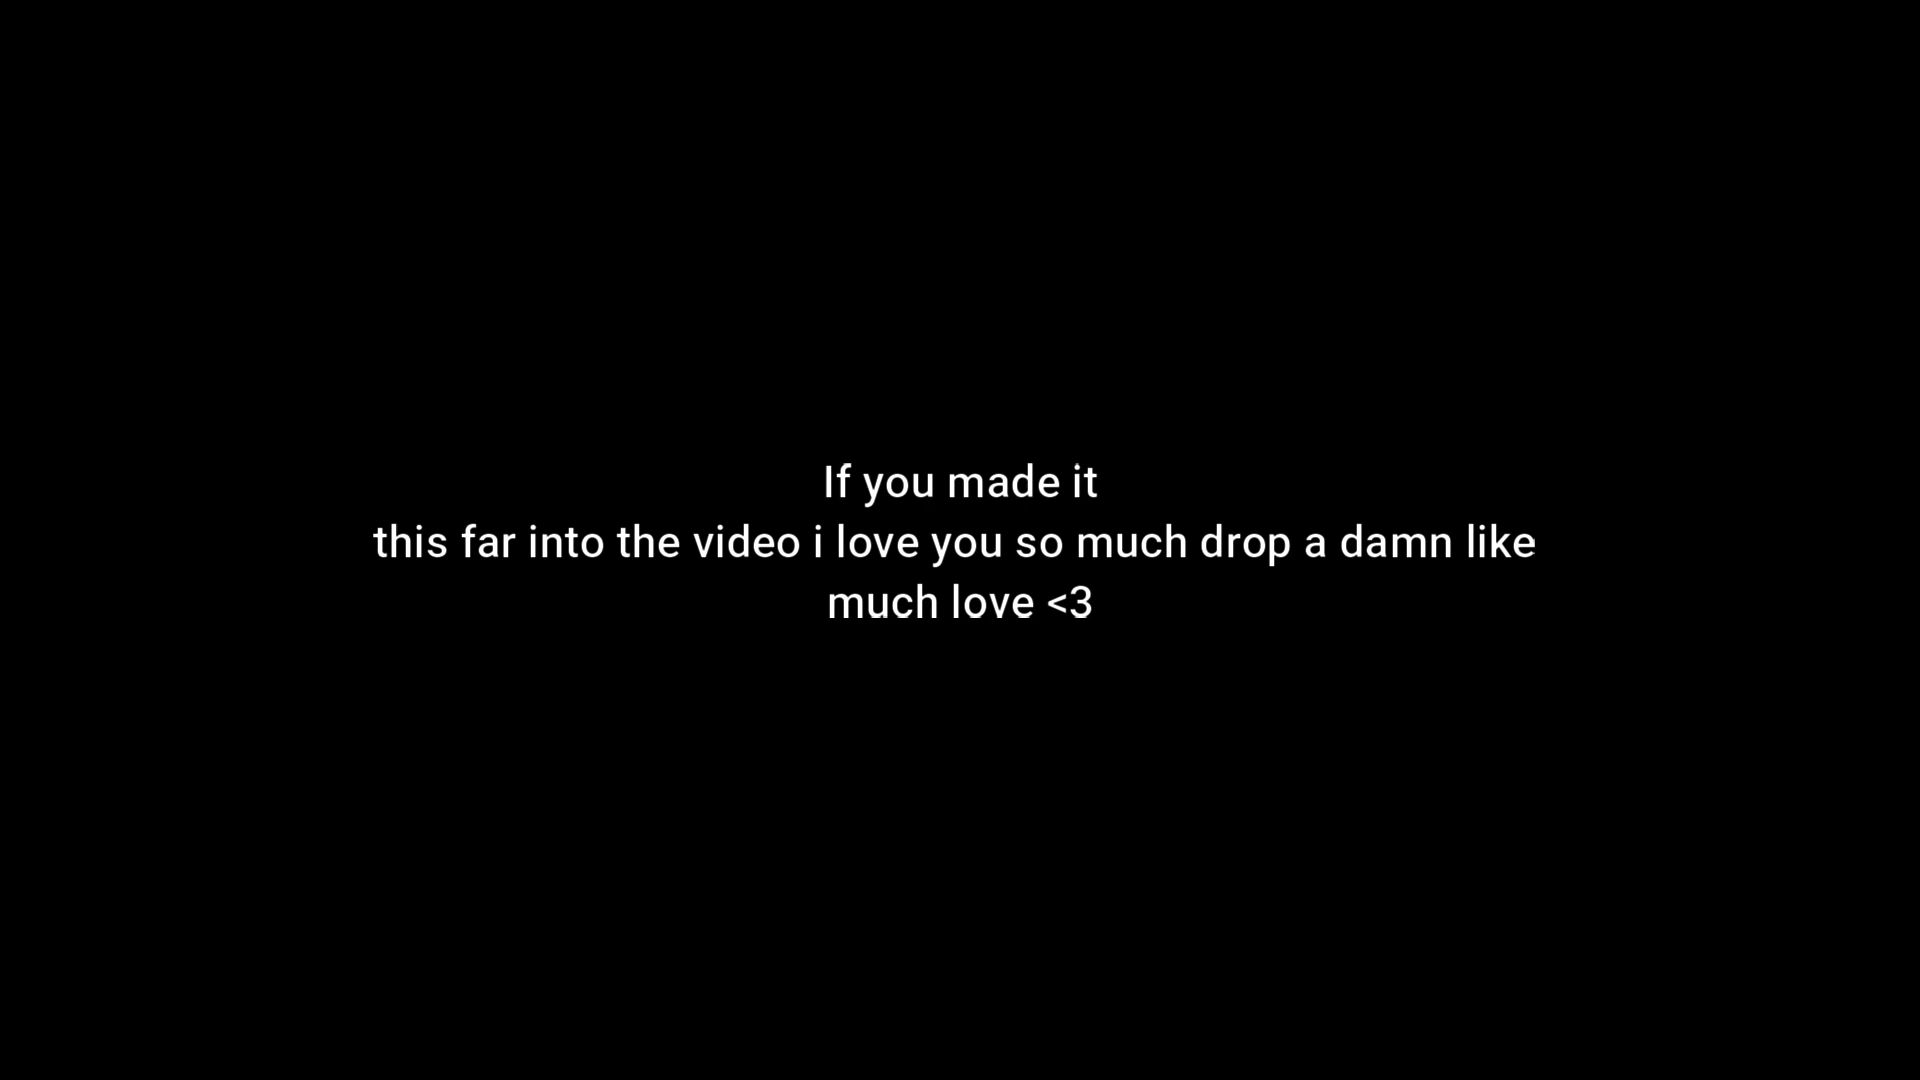 If you made it
this far into the video i love you so much drop a damn like
much love <3